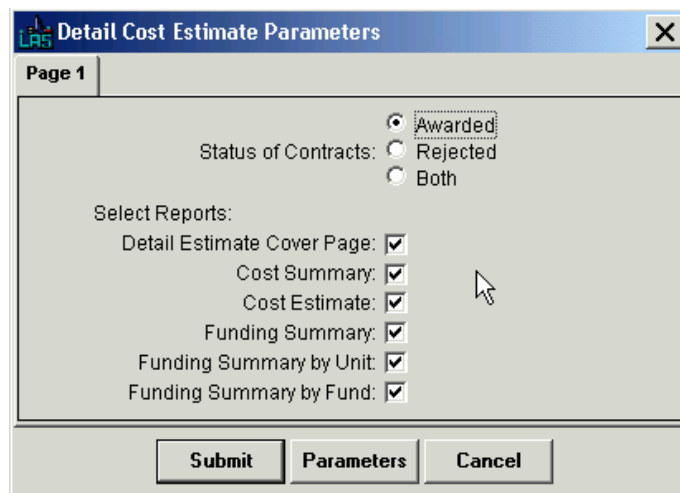 LAS Detail Cost Estimate Parameters
Page 1
Awarded
Status of Contracts: Rejected
Both
Select Reports:
Detail Estimate Cover Page:
Cost Summary:
Cost Estimate:
Funding Summary:
Funding Summary by Unit:
Funding Summary by Fund:
Submit Parameters Cancel